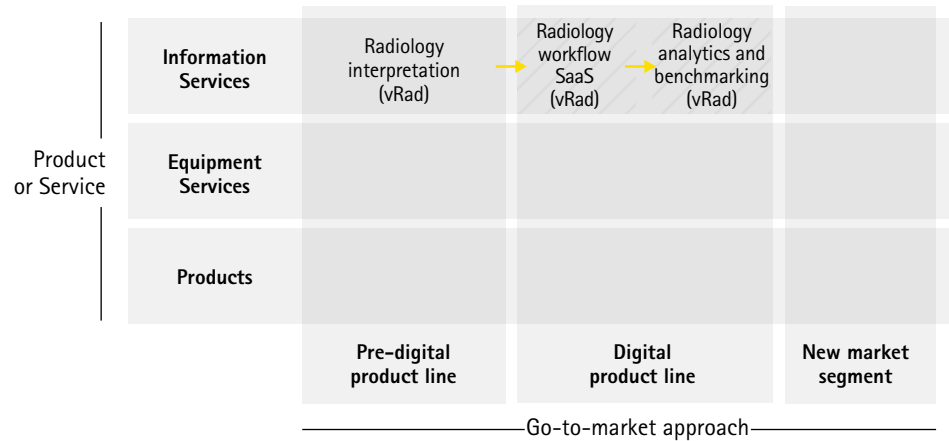 Information
Services
Radiology
interpretation
(vRad)
Radiology
workflow
SaaS
(vRad)
Radiology
analytics and
benchmarking
(vRad)
Product
or Service
Equipment
Services
Products
Pre-digital
product line
Digital
product line
New market
segment
Go-to-market approach